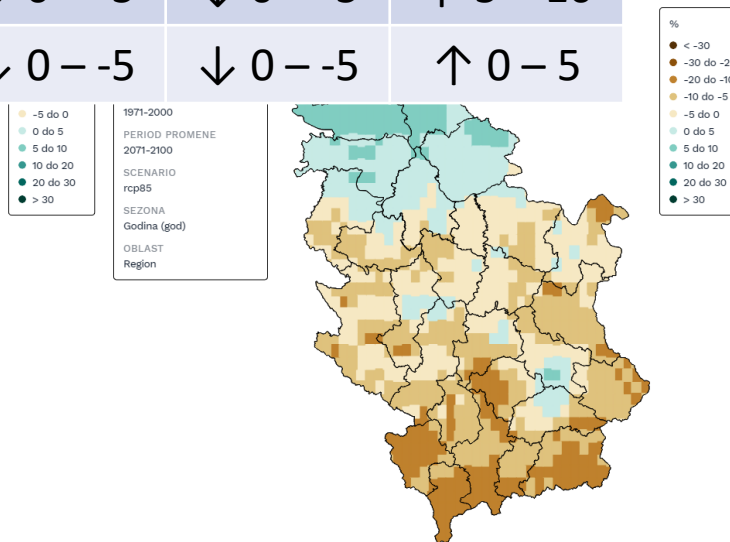 ↓ 0 – -5 ↓ 0 – -5 ↑ 0 – 5
-5 do 0
0 do 5
5 do 10
10 do 20
20 do 30
> 30
1971-2000
PERIOD PROMENE
2071-2100
SCENARIO
rcp85
SEZONA
Godina (god)
OBLAST
Region
%
< -30
-30 do -2
-20 do -10
-10 do -5
-5 do 0
0 do 5
5 do 10
10 do 20
20 do 30
> 30